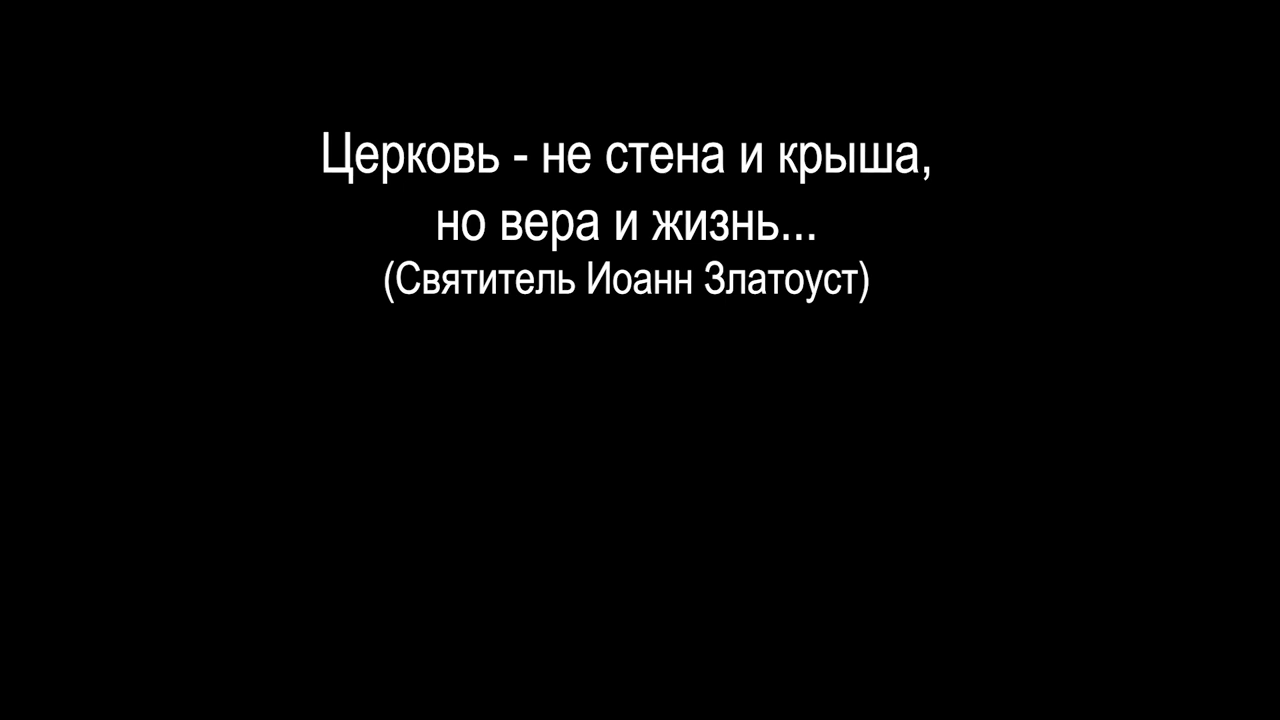 Церковь - не стена и крыша,
но вера и жизнь...
(Святитель Иоанн Златоуст)